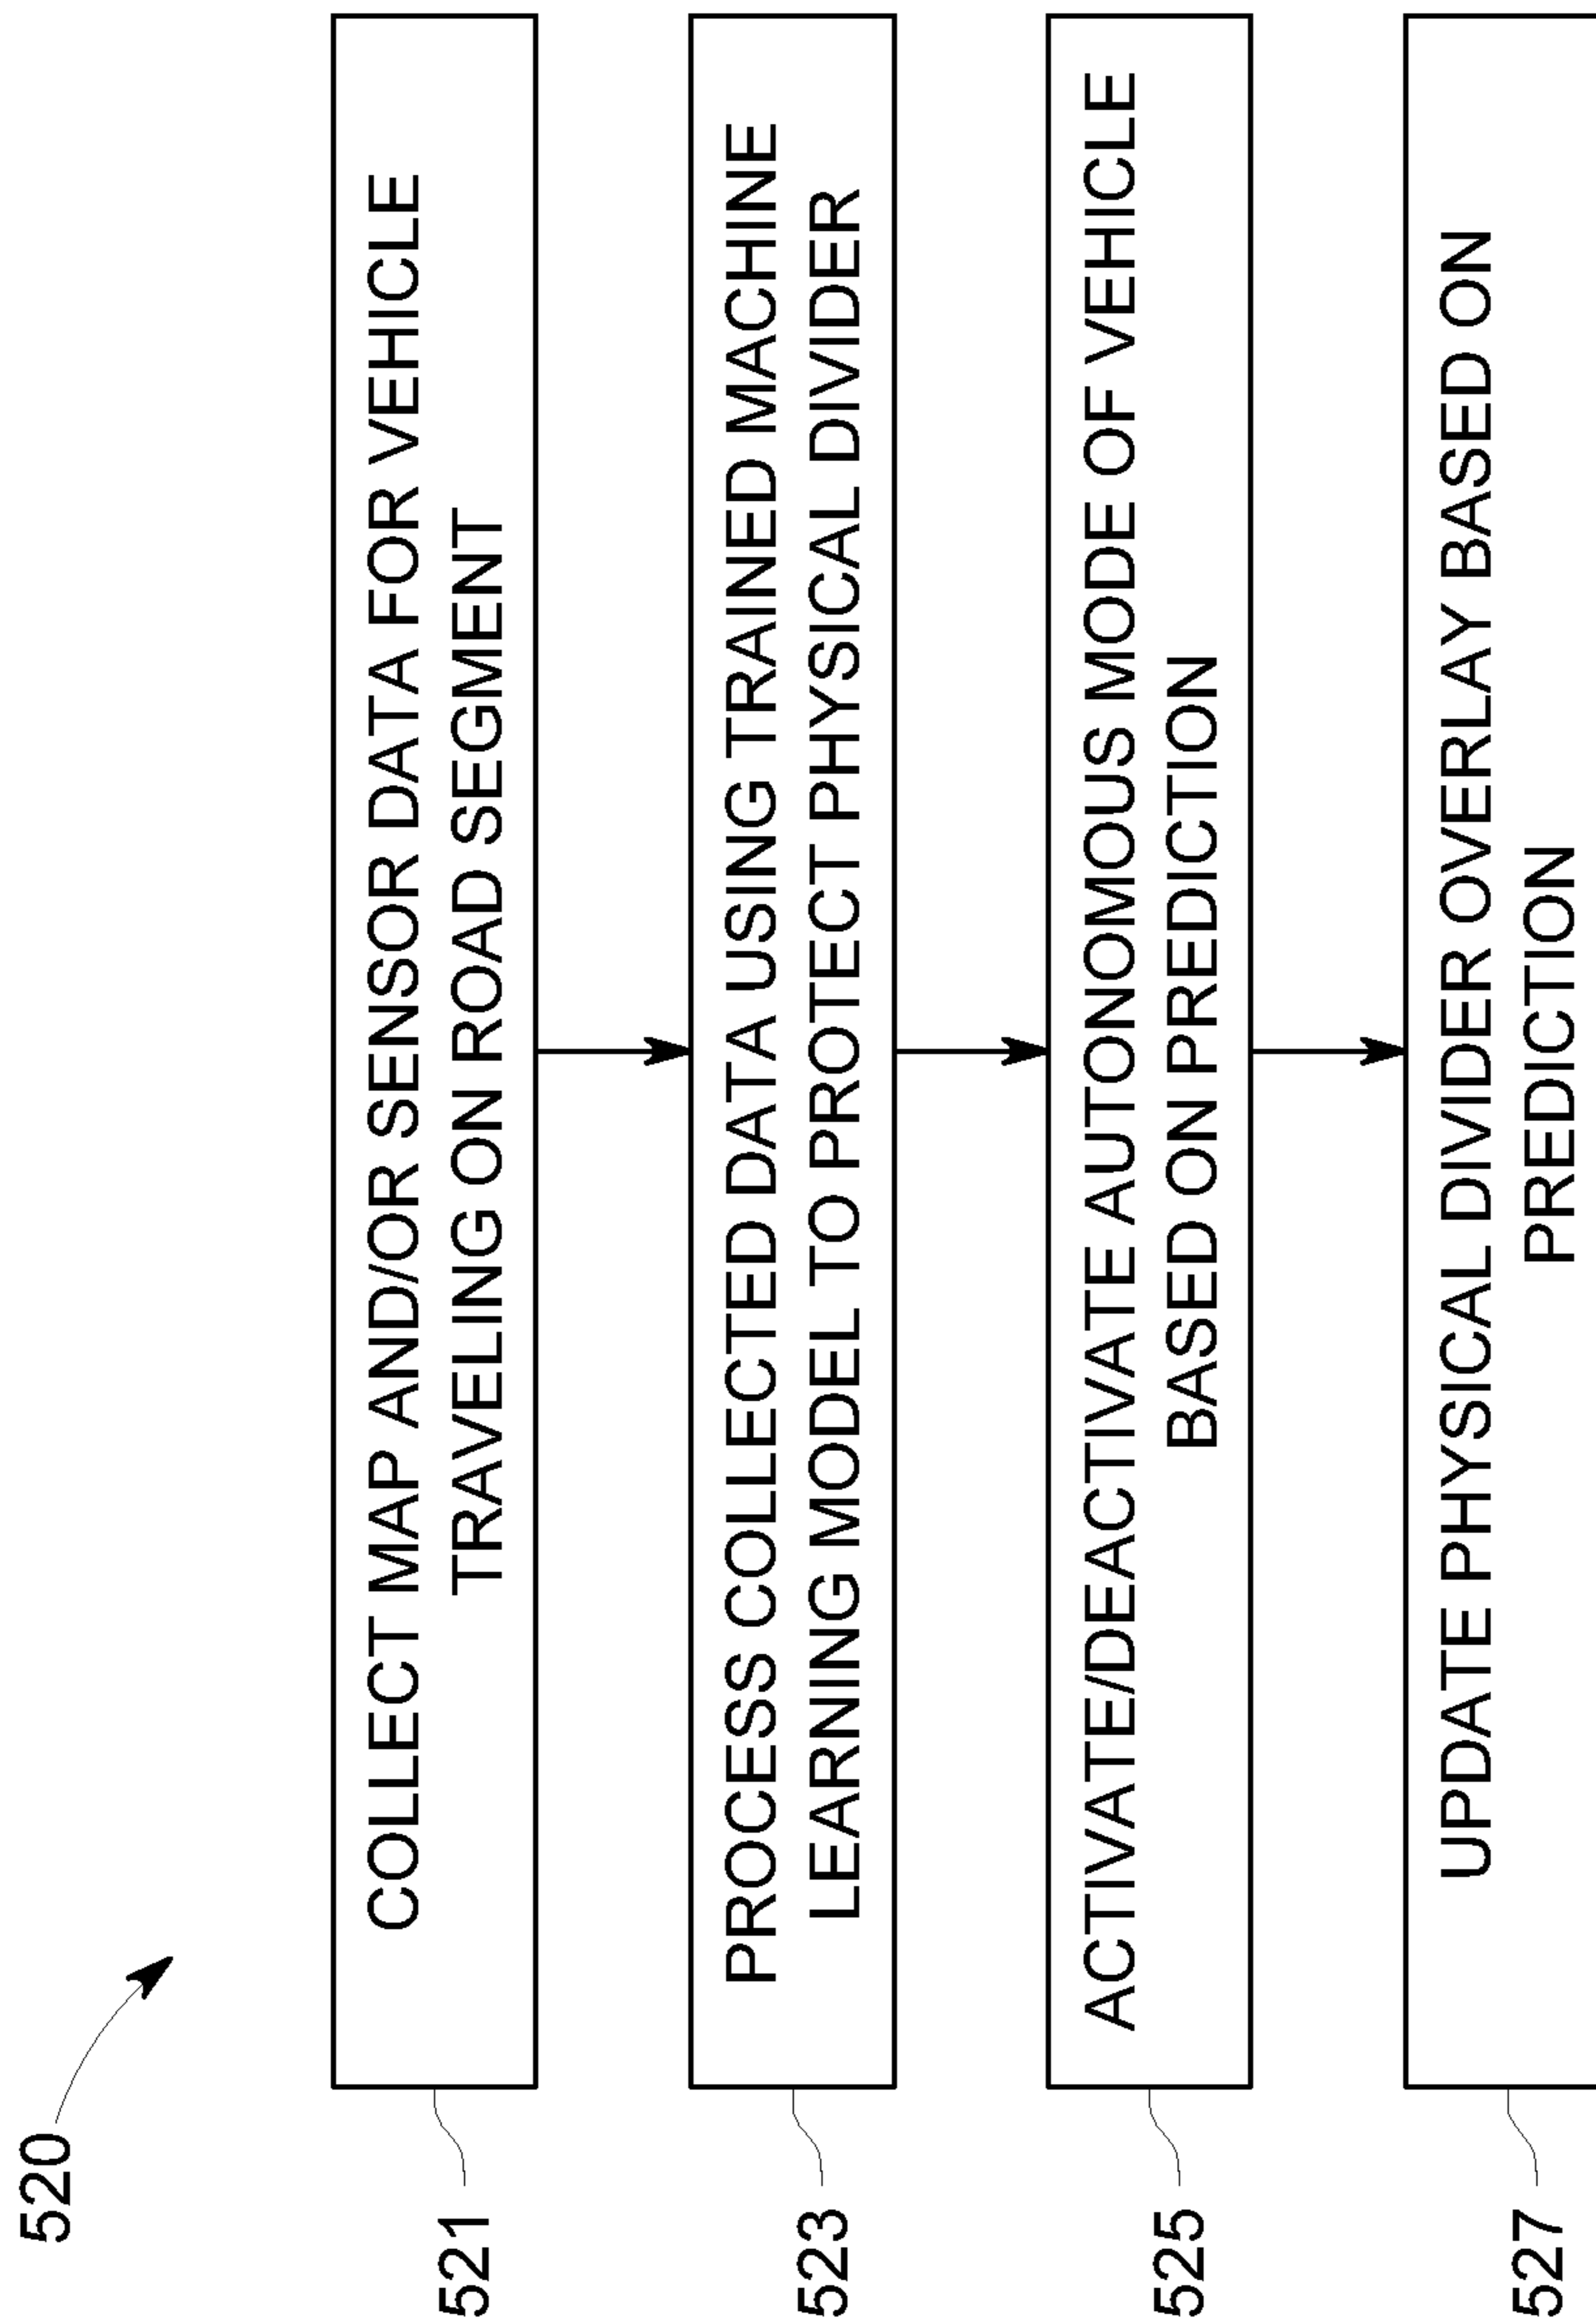 520
521
COLLECT MAP AND/OR SENSOR DATA FOR VEHICLE
TRAVELING ON ROAD SEGMENT
523
PROCESS COLLECTED DATA USING TRAINED MACHINE
LEARNING MODEL TO PROTECT PHYSICAL DIVIDER
525
ACTIVATE/DEACTIVATE AUTONOMOUS MODE OF VEHICLE
BASED ON PREDICTION
527
UPDATE PHYSICAL DIVIDER OVERLAY BASED ON
PREDICTION